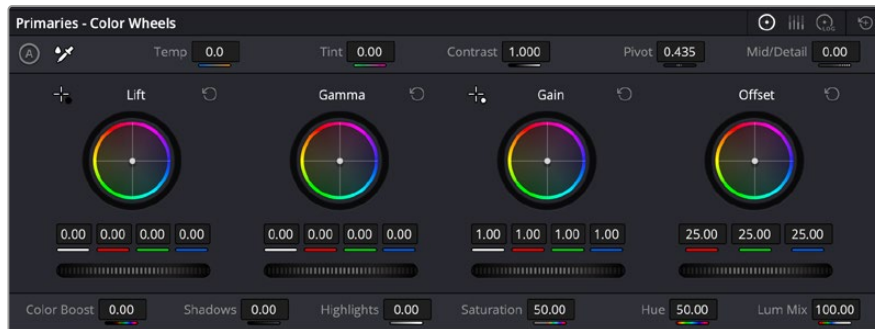 Primaries - Color Wheels
A Temp 0.0 Tint 0.00 Contrast 1.000 Pivot 0.435 Mid/Detail 0.00
Lift Gamma Gain Offset
0.00 0.00 0.00 0.00 0.00 0.00 0.00 0.00 1.00 1.00 1.00 1.00 25.00 25.00 25.00
Color Boost 0.00 Shadows 0.00 Highlights 0.00 Saturation 50.00 Hue 50.00 Lum Mix 100.00